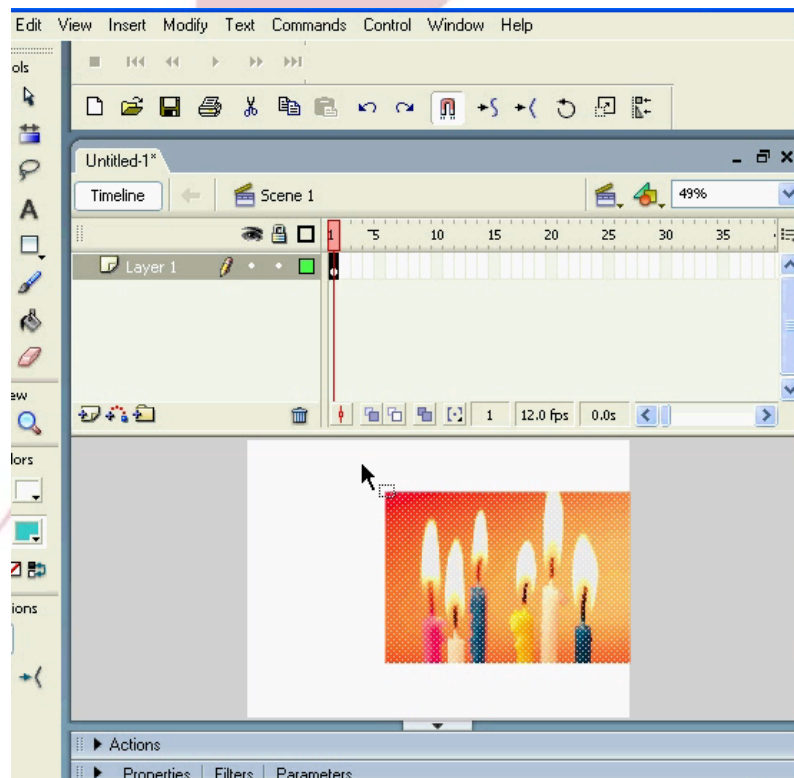 Edit View Insert Modify Text Commands Control Window Help
ols
Untitled-1*
Timeline Scene 1 49%
1 5 10 15 20 25 30 35
Layer 1
ew
1 12.0 fps 0.0s
lors
ions
Actions
Properties Filters Parameters